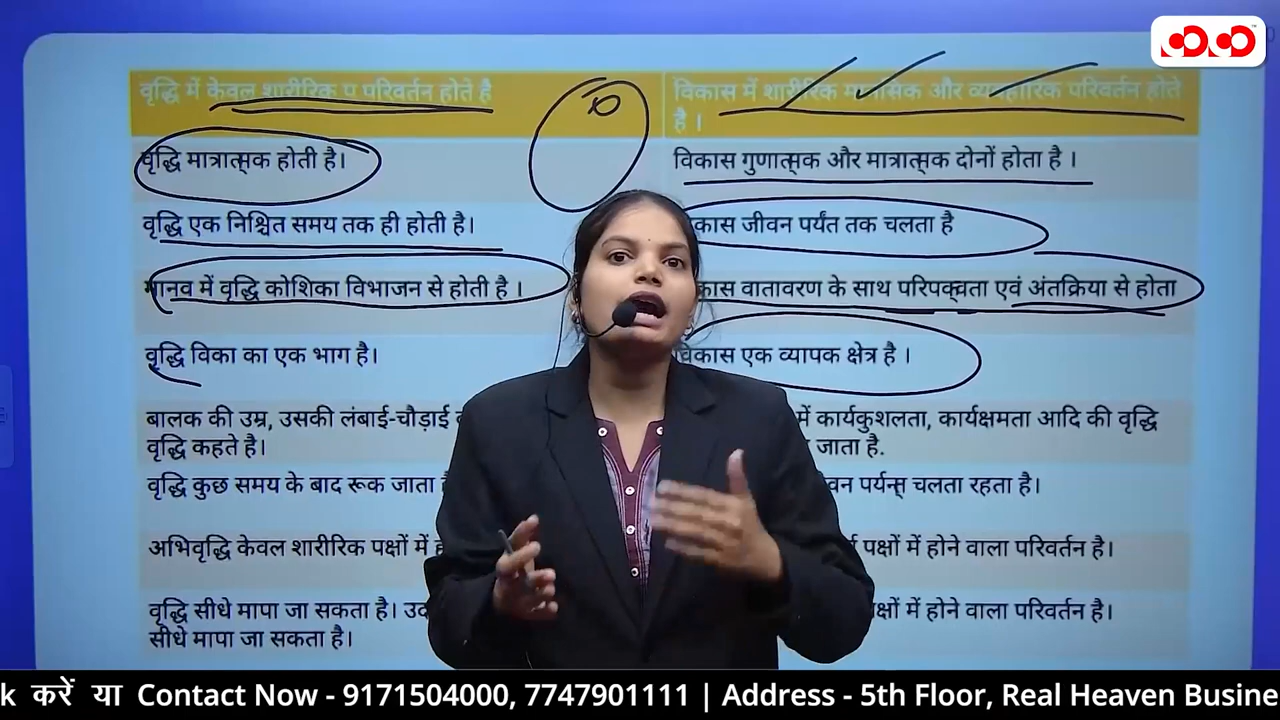 वृद्धि में केवल शारीरिक प परिवर्तन होते है
विकास में शारीरिक मानसिक और व्यवहारिक परिवर्तन होते
है ।
वृद्धि मात्रात्मक होती है।
विकास गुणात्मक और मात्रात्मक दोनों होता है ।
वृद्धि एक निश्चित समय तक ही होती है।
कास जीवन पर्यंत तक चलता है
मानव में वृद्धि कोशिका विभाजन से होती है ।
कास वातावरण के साथ परिपक्वता एवं अंतक्रिया से होता
वृद्धि विका का एक भाग है।
विकास एक व्यापक क्षेत्र है ।
बालक की उम्र, उसकी लंबाई-चौड़ाई
में कार्यकुशलता, कार्यक्षमता आदि की वृद्धि
वृद्धि कहते है।
जाता है.
वृद्धि कुछ समय के बाद रूक जाता
वन पर्यन्स् चलता रहता है।
अभिवृद्धि केवल शारीरिक पक्षों में
पक्षों में होने वाला परिवर्तन है।
वृद्धि सीधे मापा जा सकता है।
क्षों में होने वाला परिवर्तन है।
सीधे मापा जा सकता है।
k करें या Contact Now - 9171504000, 7747901111 | Address - 5th Floor, Real Heaven Busine